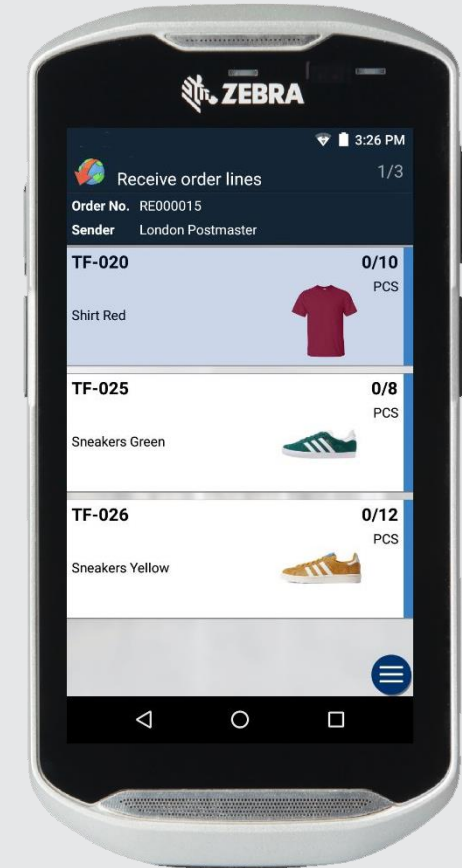 ZEBRA
3:26 PM
Receive order lines 1/3
Order No. RE000015
Sender London Postmaster
TF-020 0/10
PCS
Shirt Red
TF-025 0/8
PCS
Sneakers Green
TF-026 0/12
PCS
Sneakers Yellow